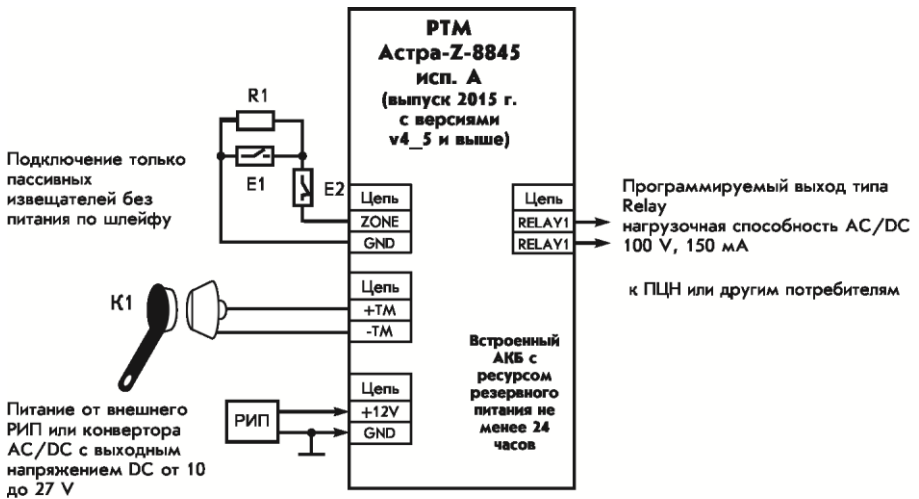 РТМ
Астра-Z-8845
исп. А
(выпуск 2015 г.
с версиями
v4_5 и выше)
R1
E1
E2
Подключение только
пассивных
извещателей без
питания по шлейфу
Цепь
ZONE
GND
Цепь
RELAY1
RELAY1
Программируемый выход типа
Relay
нагрузочная способность AC/DC
100 V, 150 мА
к ПЦН или другим потребителям
К1
Цепь
+ТМ
-ТМ
Встроенный
АКБ с
ресурсом
резервного
питания не
менее 24
часов
Питание от внешнего
РИП или конвертора
AC/DC с выходным
напряжением DC от 10
до 27 V
РИП
Цепь
+12V
GND